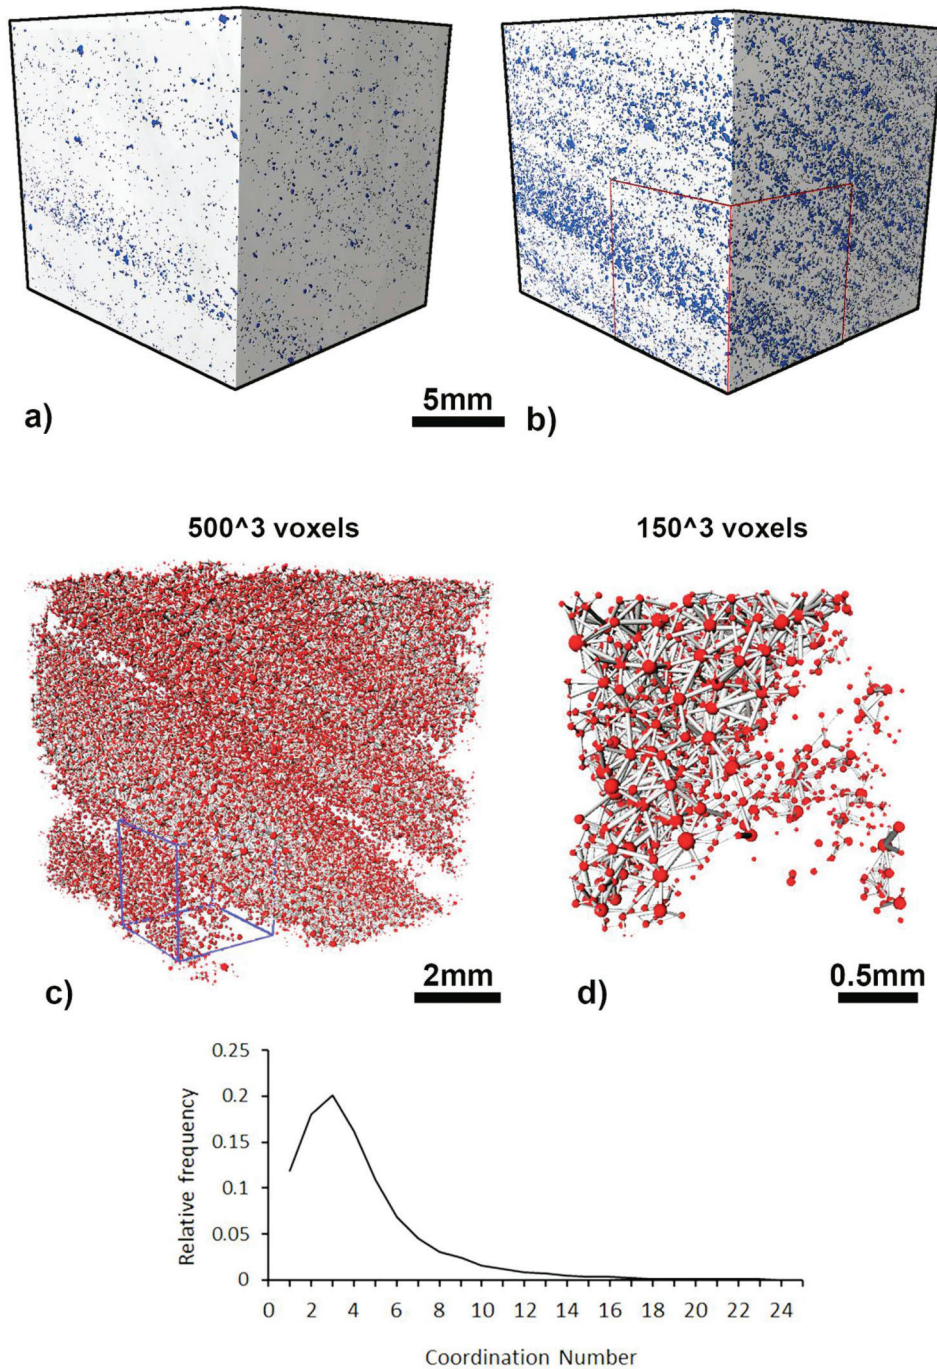 a)
5mm
b)
500^3 voxels
150^3 voxels
c)
2mm
d)
0.5mm
0.25
0.2
0.15
0.1
0.05
0
Relative frequency
0 2 4 6 8 10 12 14 16 18 20 22 24
Coordination Number